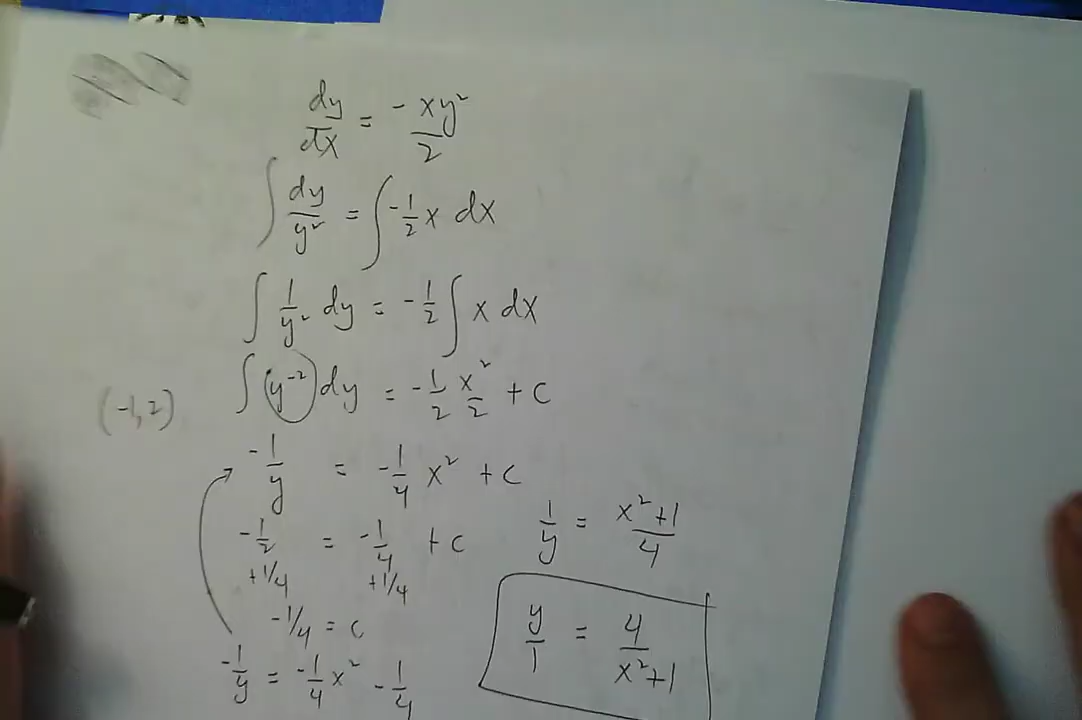 dy/dx = -xy²/2
∫ dy/y² = ∫ -1/2 x dx
∫ 1/y² dy = -1/2 ∫ x dx
∫ (y⁻²) dy = -1/2 x²/2 + C
(-1,2)
-1/y = -1/4 x² + C
-1/2 = -1/4 + C
+1/4 +1/4
-1/4 = C
-1/y = -1/4 x² - 1/4
1/y = x²+1/4
y/1 = 4/x²+1